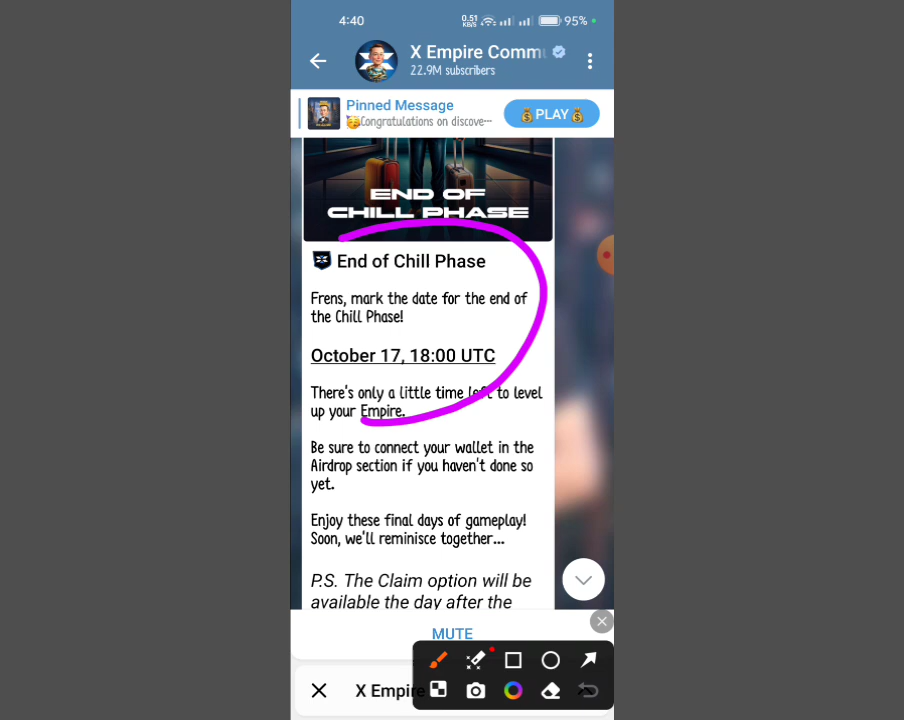 4:40
0.51
KB/S
95%
X Empire Comm
22.9M subscribers
Pinned Message
🥳Congratulations on discove…
💰PLAY💰
END OF
CHILL PHASE
End of Chill Phase
Frens, mark the date for the end of
the Chill Phase!
October 17, 18:00 UTC
There's only a little time left to level
up your Empire.
Be sure to connect your wallet in the
Airdrop section if you haven't done so
yet.
Enjoy these final days of gameplay!
Soon, we'll reminisce together...
P.S. The Claim option will be
available the day after the
MUTE
X Empire